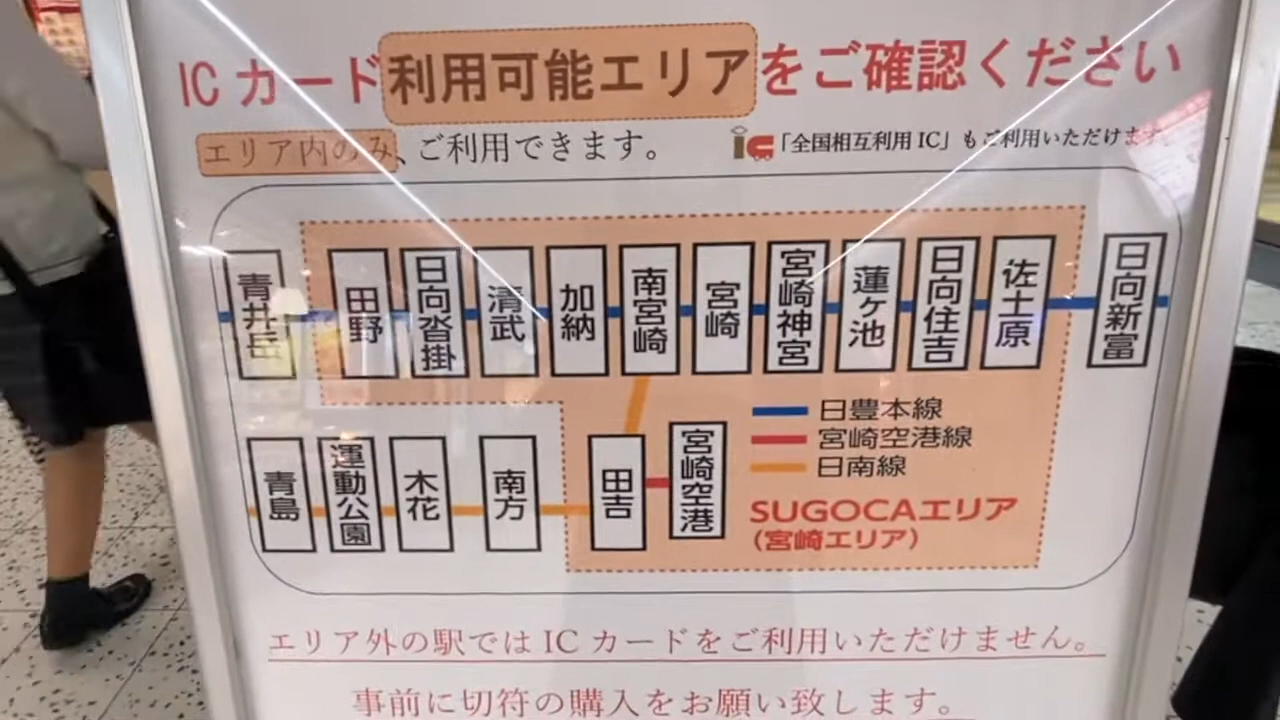 ICカード利用可能エリアをご確認ください
エリア内のみ、ご利用できます。
ic「全国相互利用IC」もご利用いただけます。
青井岳
田野
日向沓掛
清武
加納
南宮崎
宮崎
宮崎神宮
蓮ヶ池
日向住吉
佐土原
日向新富
青島
運動公園
木花
南方
田吉
宮崎空港
日豊本線
宮崎空港線
日南線
SUGOCAエリア
(宮崎エリア)
エリア外の駅ではICカードをご利用いただけません。
事前に切符の購入をお願い致します。